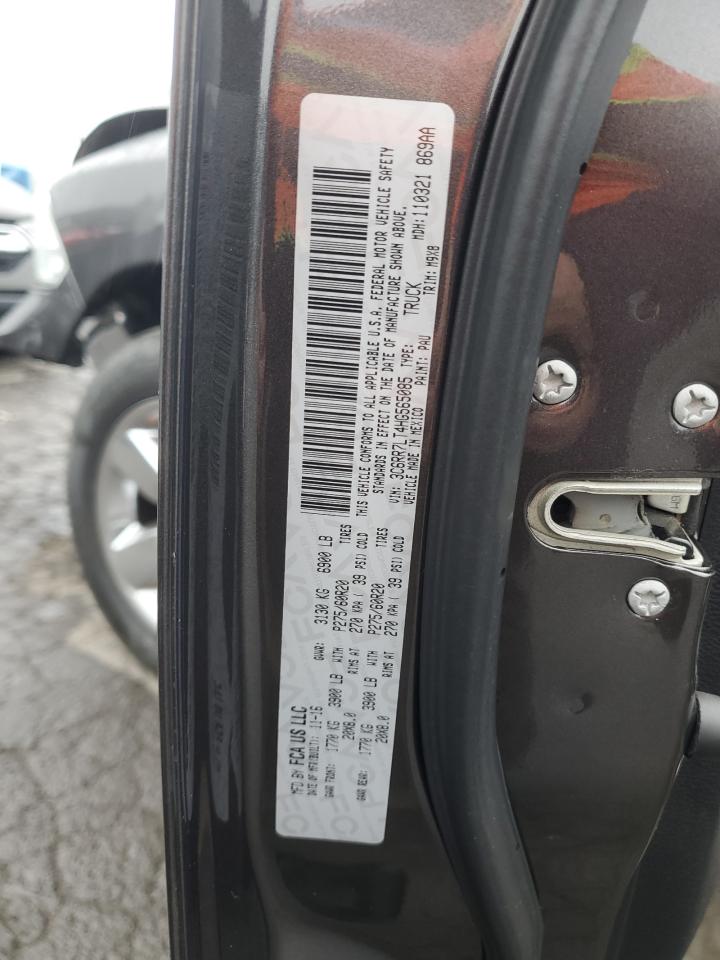 MFD BY FCA US LLC
DATE OF MFR(BUILT): 11-16 GVWR: 3130 KG 6900 LB
GAWR FRONT: 1770 KG 3900 LB WITH P275/60R20 TIRES
20X8.0 RIMS AT 270 KPA ( 39 PSI) COLD
GAWR REAR: 1770 KG 3900 LB WITH P275/60R20 TIRES
20X8.0 RIMS AT 270 KPA ( 39 PSI) COLD
THIS VEHICLE CONFORMS TO ALL APPLICABLE U.S.A. FEDERAL MOTOR VEHICLE SAFETY
STANDARDS IN EFFECT ON THE DATE OF MANUFACTURE SHOWN ABOVE.
VIN: 3C6RR7LT4HG565085 TYPE: TRUCK MDH: 110321 869AA
VEHICLE MADE IN MEXICO PAINT: PAU TRIM: M9X8